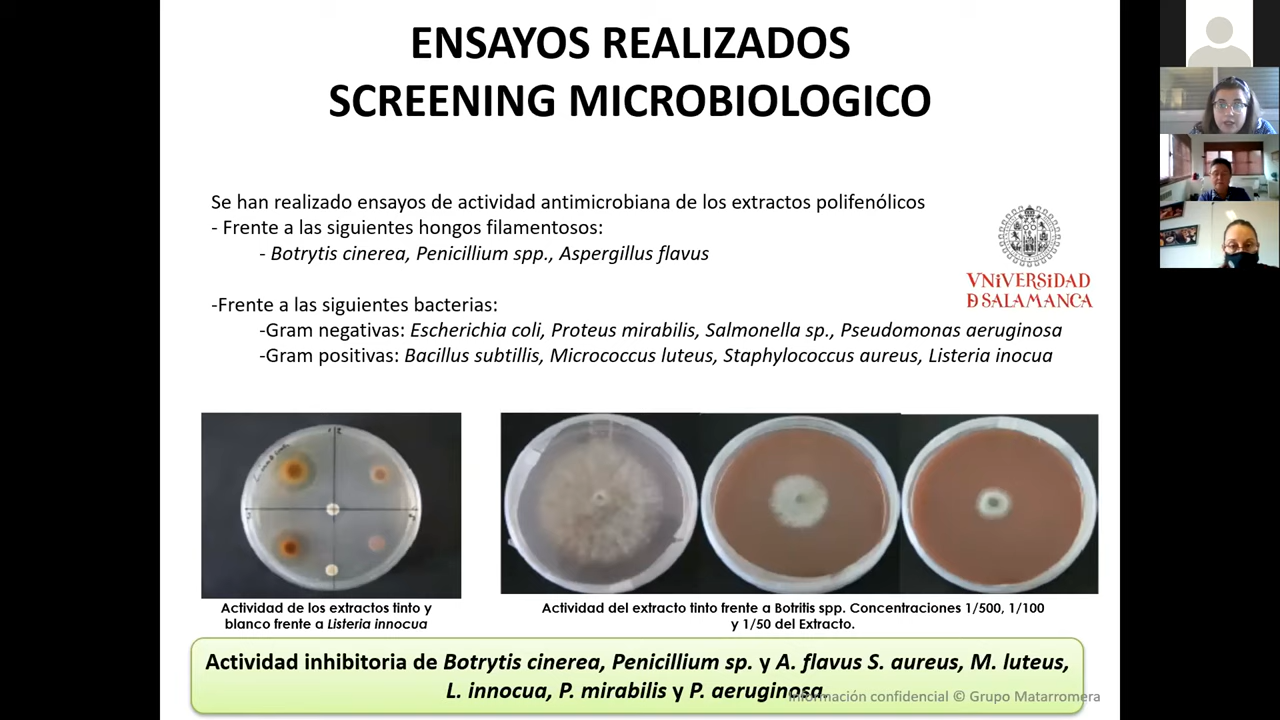 ENSAYOS REALIZADOS
SCREENING MICROBIOLOGICO
Se han realizado ensayos de actividad antimicrobiana de los extractos polifenólicos
- Frente a las siguientes hongos filamentosos:
- Botrytis cinerea, Penicillium spp., Aspergillus flavus
-Frente a las siguientes bacterias:
-Gram negativas: Escherichia coli, Proteus mirabilis, Salmonella sp., Pseudomonas aeruginosa
-Gram positivas: Bacillus subtillis, Micrococcus luteus, Staphylococcus aureus, Listeria inocua
VNiVERSiDAD
D SALAMANCA
Actividad de los extractos tinto y
blanco frente a Listeria innocua
Actividad del extracto tinto frente a Botritis spp. Concentraciones 1/500, 1/100
y 1/50 del Extracto.
Actividad inhibitoria de Botrytis cinerea, Penicillium sp. y A. flavus S. aureus, M. luteus,
L. innocua, P. mirabilis y P. aeruginosa.
Información confidencial © Grupo Matarromera